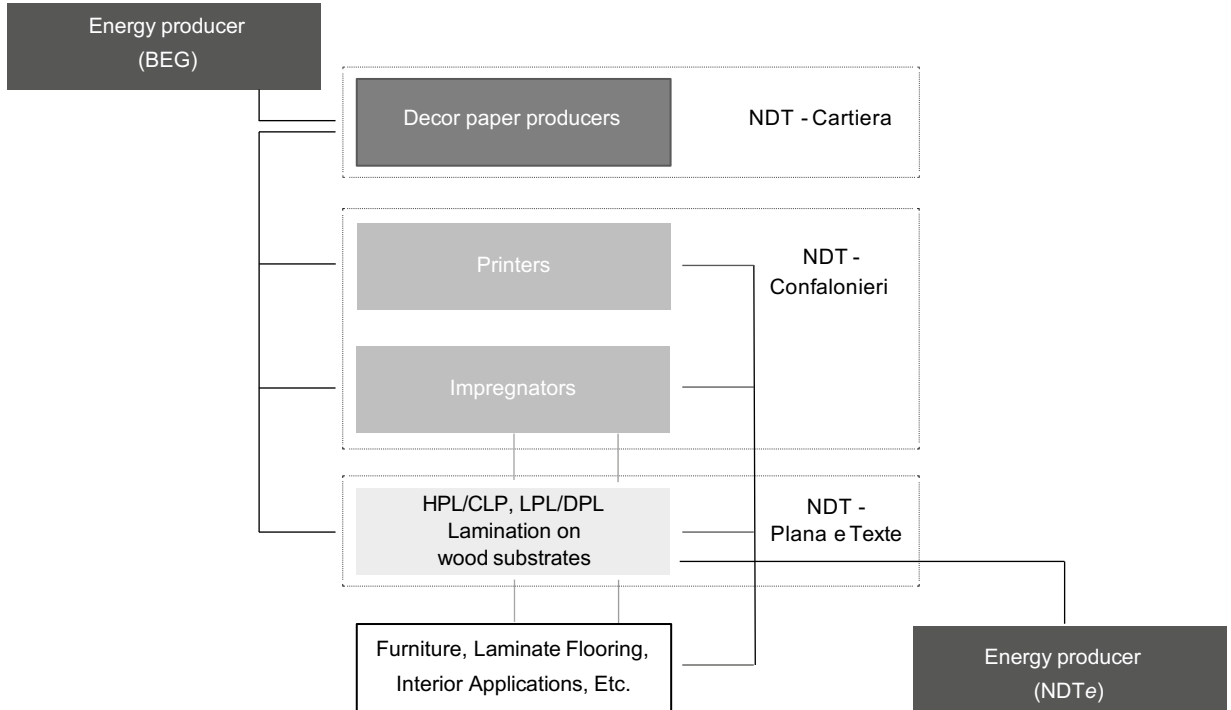 Energy producer
(BEG)
Decor paper producers
NDT - Cartiera
Printers
NDT -
Confalonieri
Impregnators
HPL/CLP, LPL/DPL
Lamination on
wood substrates
NDT -
Plana e Texte
Furniture, Laminate Flooring,
Interior Applications, Etc.
Energy producer
(NDTe)